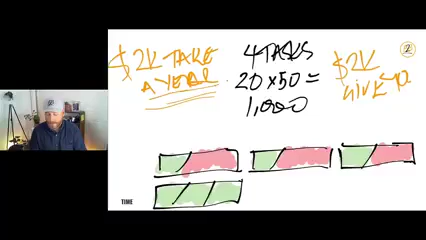 $2K TAKE
A YEAR
4 TASKS
20 x 50 =
1,000
$2K
GIVE
TIME